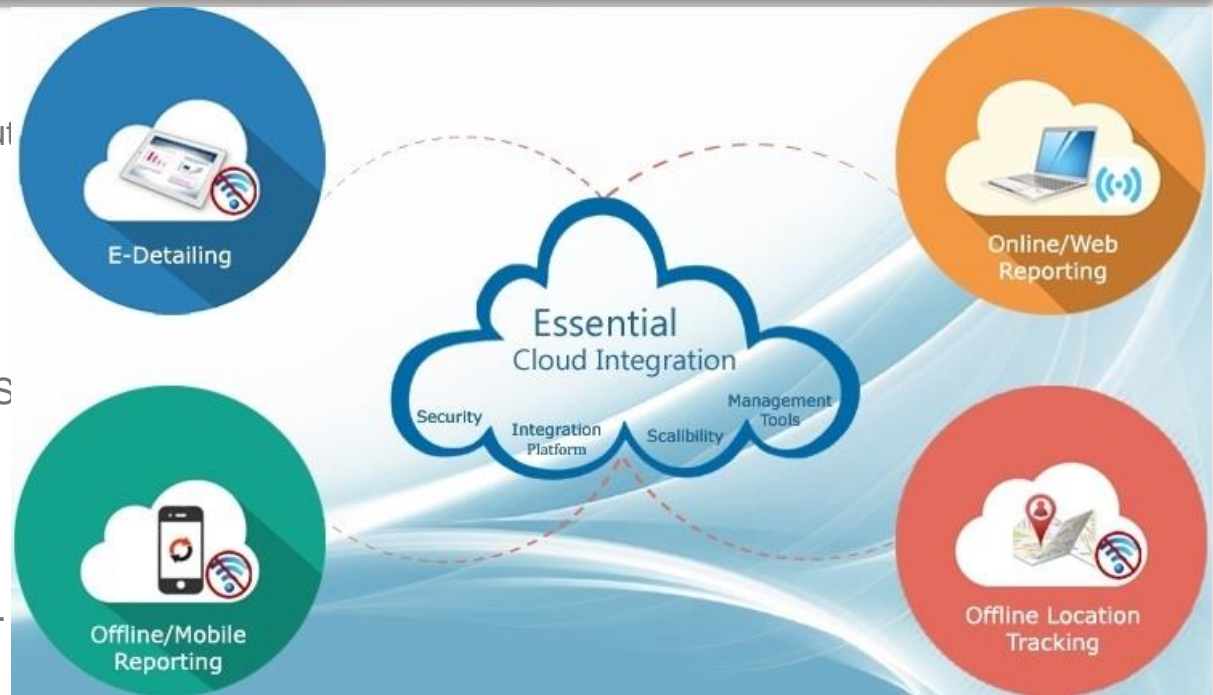 E-Detailing
Online/Web
Reporting
Essential
Cloud Integration
Security
Integration
Platform
Scalibility
Management
Tools
Offline/Mobile
Reporting
Offline Location
Tracking